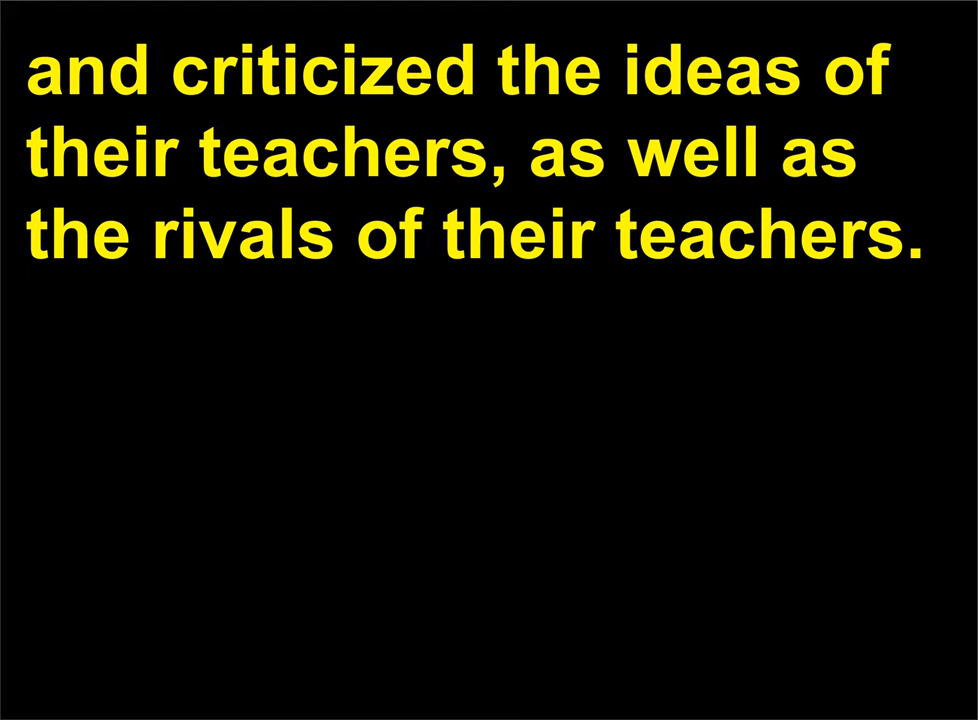 and criticized the ideas of
their teachers, as well as
the rivals of their teachers.